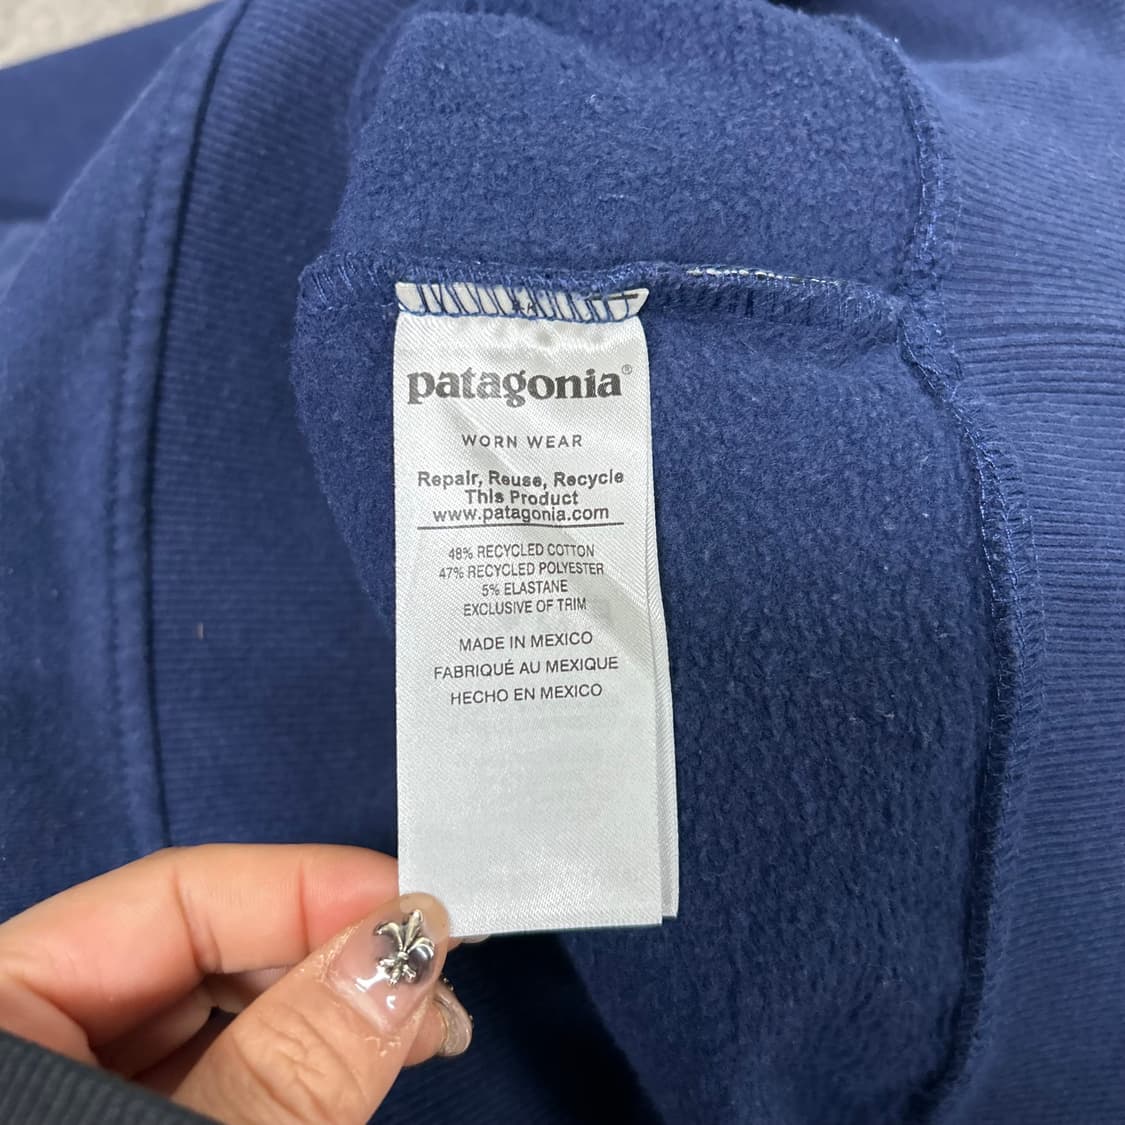 patagonia®
WORN WEAR
Repair, Reuse, Recycle
This Product
www.patagonia.com
48% RECYCLED COTTON
47% RECYCLED POLYESTER
5% ELASTANE
EXCLUSIVE OF TRIM
MADE IN MEXICO
FABRIQUÉ AU MEXIQUE
HECHO EN MEXICO